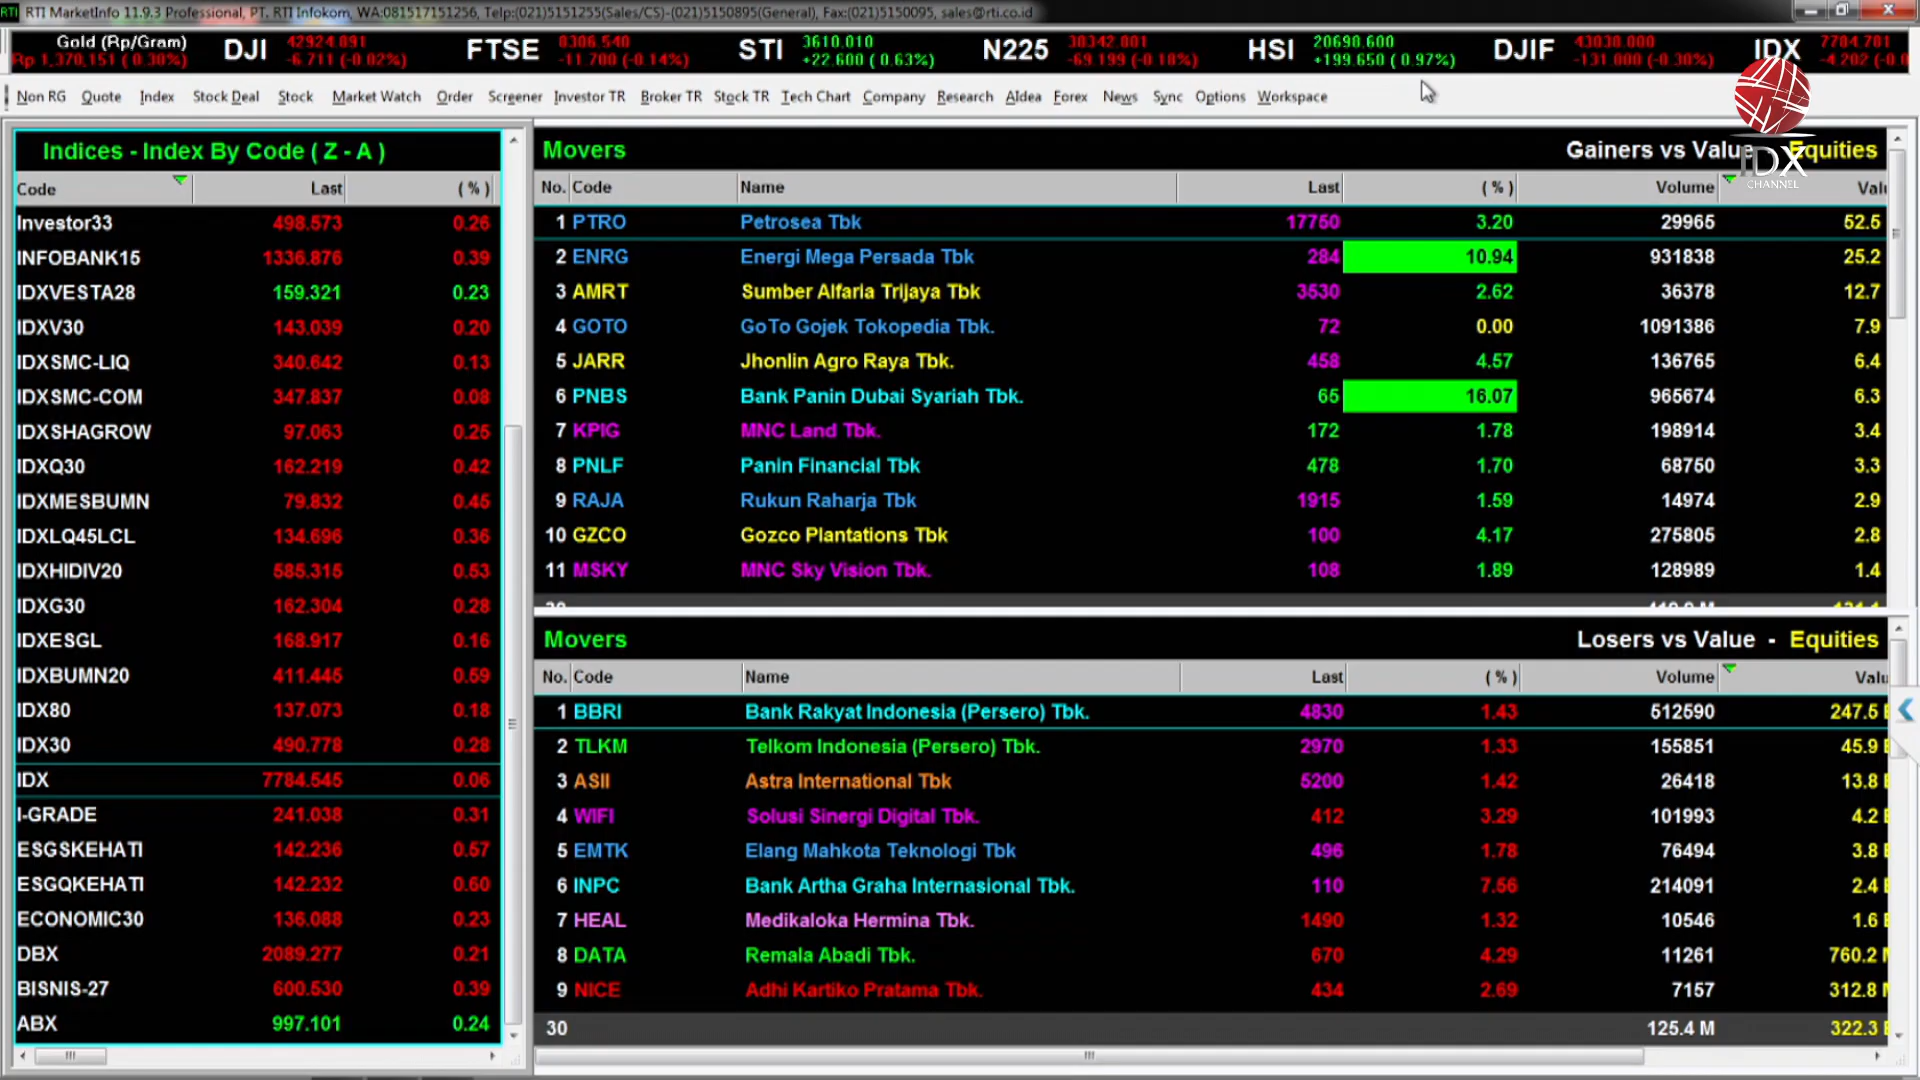 RTI RTI MarketInfo 11.9.3 Professional, PT. RTI Infokom, WA:081517151256, Telp:(021)5151255(Sales/CS)-(021)5150895(General), Fax:(021)5150095, sales@rti.co.id
Gold (Rp/Gram) DJI 42924.891 FTSE 8306.540 STI 3610.010 N225 38342.801 HSI 20698.600 DJIF 43038.000 IDX 7784.781
Rp 1,370,151 ( 0.30%) -6.711 (-0.02%) -11.700 (-0.14%) +22.600 ( 0.63%) -69.199 (-0.18%) +199.650 ( 0.97%) -131.000 (-0.30%) -4.202 (-0.0
Non RG Quote Index Stock Deal Stock Market Watch Order Screener Investor TR Broker TR Stock TR Tech Chart Company Research AIdea Forex News Sync Options Workspace
IDX
CHANNEL
Indices - Index By Code ( Z - A )
Code Last ( % )
Investor33 498.573 0.26
INFOBANK15 1336.876 0.39
IDXVESTA28 159.321 0.23
IDXV30 143.039 0.20
IDXSMC-LIQ 340.642 0.13
IDXSMC-COM 347.837 0.08
IDXSHAGROW 97.063 0.25
IDXQ30 162.219 0.42
IDXMESBUMN 79.832 0.45
IDXLQ45LCL 134.696 0.36
IDXHIDIV20 585.315 0.53
IDXG30 162.304 0.28
IDXESGL 168.917 0.16
IDXBUMN20 411.445 0.59
IDX80 137.073 0.18
IDX30 490.778 0.28
IDX 7784.545 0.06
I-GRADE 241.038 0.31
ESGSKEHATI 142.236 0.57
ESGQKEHATI 142.232 0.60
ECONOMIC30 136.088 0.23
DBX 2089.277 0.21
BISNIS-27 600.530 0.39
ABX 997.101 0.24
Movers Gainers vs Value Equities
No. Code Name Last ( % ) Volume Valu
1 PTRO Petrosea Tbk 17750 3.20 29965 52.5
2 ENRG Energi Mega Persada Tbk 284 10.94 931838 25.2
3 AMRT Sumber Alfaria Trijaya Tbk 3530 2.62 36378 12.7
4 GOTO GoTo Gojek Tokopedia Tbk. 72 0.00 1091386 7.9
5 JARR Jhonlin Agro Raya Tbk. 458 4.57 136765 6.4
6 PNBS Bank Panin Dubai Syariah Tbk. 65 16.07 965674 6.3
7 KPIG MNC Land Tbk. 172 1.78 198914 3.4
8 PNLF Panin Financial Tbk 478 1.70 68750 3.3
9 RAJA Rukun Raharja Tbk 1915 1.59 14974 2.9
10 GZCO Gozco Plantations Tbk 100 4.17 275805 2.8
11 MSKY MNC Sky Vision Tbk. 108 1.89 128989 1.4
Movers Losers vs Value - Equities
No. Code Name Last ( % ) Volume Valu
1 BBRI Bank Rakyat Indonesia (Persero) Tbk. 4830 1.43 512590 247.5
2 TLKM Telkom Indonesia (Persero) Tbk. 2970 1.33 155851 45.9
3 ASII Astra International Tbk 5200 1.42 26418 13.8
4 WIFI Solusi Sinergi Digital Tbk. 412 3.29 101993 4.2
5 EMTK Elang Mahkota Teknologi Tbk 496 1.78 76494 3.8
6 INPC Bank Artha Graha Internasional Tbk. 110 7.56 214091 2.4
7 HEAL Medikaloka Hermina Tbk. 1490 1.32 10546 1.6
8 DATA Remala Abadi Tbk. 670 4.29 11261 760.2
9 NICE Adhi Kartiko Pratama Tbk. 434 2.69 7157 312.8
30 125.4 M 322.3